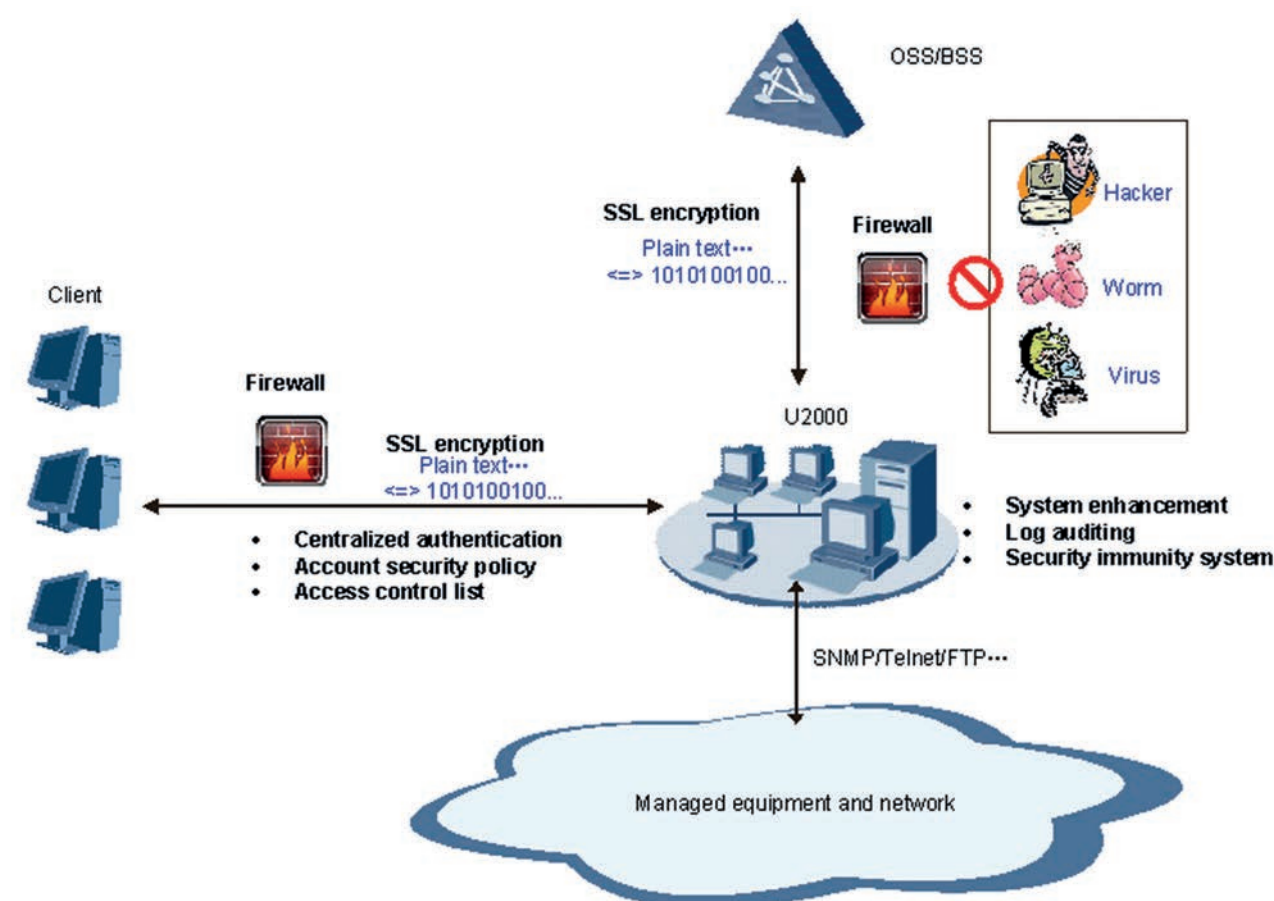 OSS/BSS
Hacker
SSL encryption
Plain text···
<=> 1010100100...
Firewall
Worm
Virus
Client
Firewall
SSL encryption
Plain text···
<=> 1010100100...
• Centralized authentication
• Account security policy
• Access control list
U2000
• System enhancement
• Log auditing
• Security immunity system
SNMP/Telnet/FTP···
Managed equipment and network